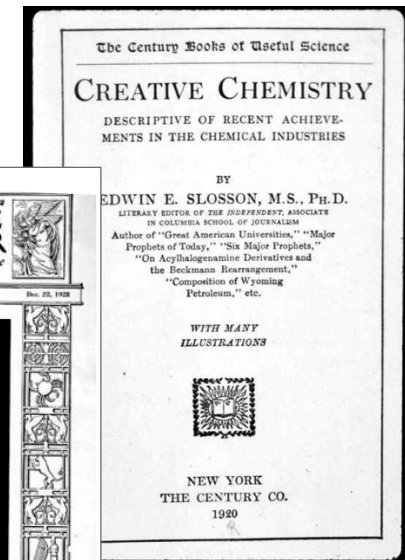 The Century Books of Useful Science
CREATIVE CHEMISTRY
DESCRIPTIVE OF RECENT ACHIEVE-
MENTS IN THE CHEMICAL INDUSTRIES
BY
EDWIN E. SLOSSON, M.S., PH.D.
LITERARY EDITOR OF THE INDEPENDENT, ASSOCIATE
IN COLUMBIA SCHOOL OF JOURNALISM
Author of "Great American Universities," "Major
Prophets of Today," "Six Major Prophets,"
"On Acylhalogenamine Derivatives and
the Beckmann Rearrangement,"
"Composition of Wyoming
Petroleum," etc.
WITH MANY
ILLUSTRATIONS
NEW YORK
THE CENTURY CO.
1920
Dec. 22, 1928